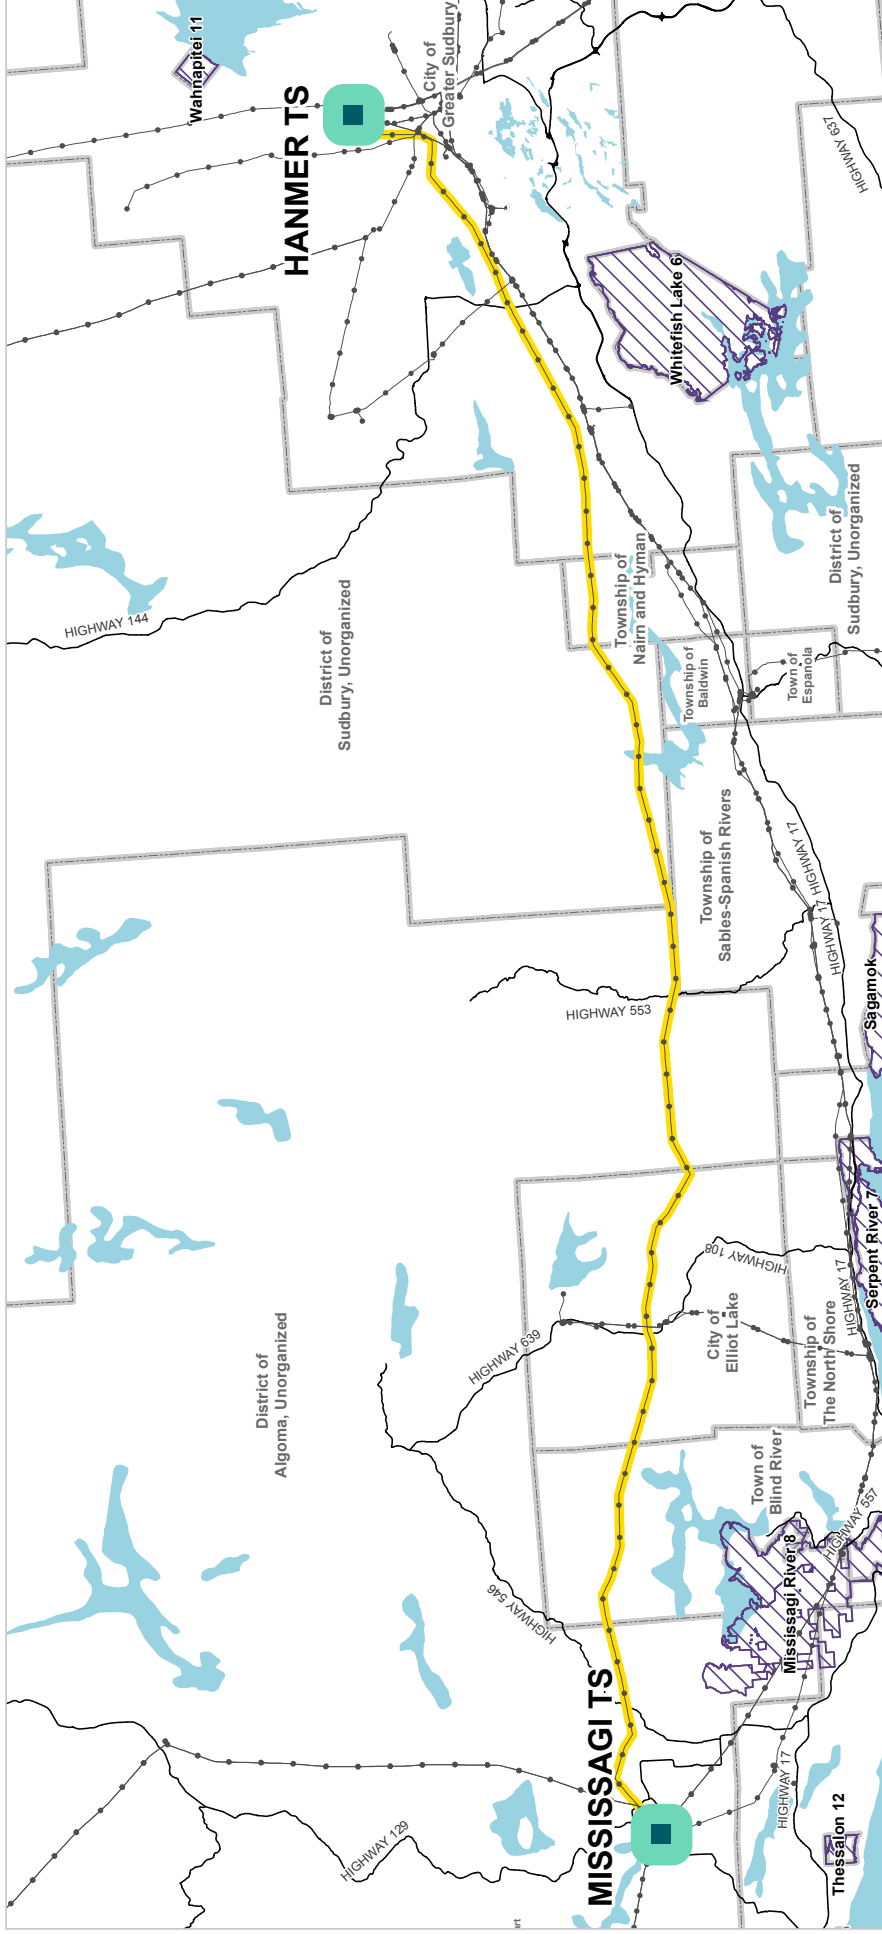 Wahnapitei 11
City of
Greater Sudbury
HANMER TS
HIGHWAY 637
Whitefish Lake 6
HIGHWAY 144
District of
Sudbury, Unorganized
Township of
Nairn and Hyman
District of
Sudbury, Unorganized
Township of
Baldwin
Town of
Espanola
Township of
Sables-Spanish Rivers
HIGHWAY 17
HIGHWAY 17
HIGHWAY 553
Sagamok
HIGHWAY 108
Serpent River 7
HIGHWAY 17
City of
Elliot Lake
HIGHWAY 639
Township of
The North Shore
District of
Algoma, Unorganized
Town of
Blind River
HIGHWAY 557
Mississagi River 8
HIGHWAY 546
MISSISSAGI TS
HIGHWAY 17
HIGHWAY 129
Thessalon 12